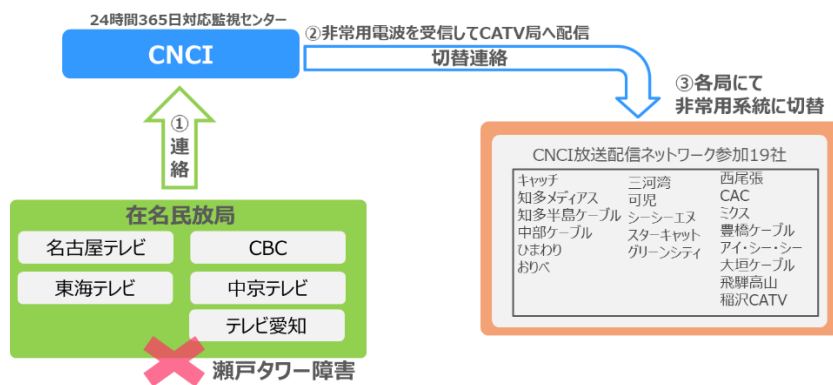 24時間365日対応監視センター
CNCI
②非常用電波を受信してCATV局へ配信
切替連絡
③各局にて
非常用系統に切替
①
連
絡
在名民放局
名古屋テレビ
CBC
東海テレビ
中京テレビ
テレビ愛知
瀬戸タワー障害
CNCI放送配信ネットワーク参加19社
キャッチ
知多メディアス
知多半島ケーブル
中部ケーブル
ひまわり
おりべ
三河湾
可児
シーシーエヌ
スターキャット
グリーンシティ
西尾張
CAC
ミクス
豊橋ケーブル
アイ・シー・シー
大垣ケーブル
飛騨高山
稲沢CATV